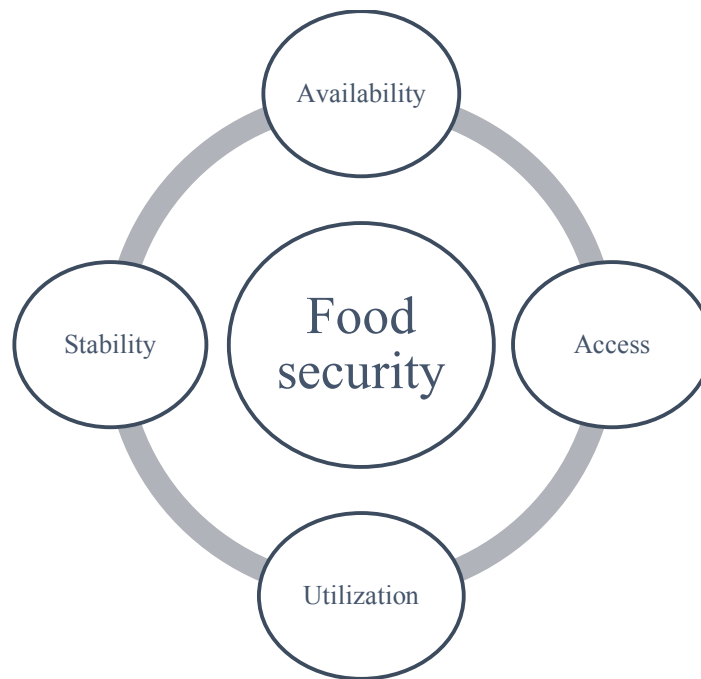 Availability
Stability
Food
security
Access
Utilization